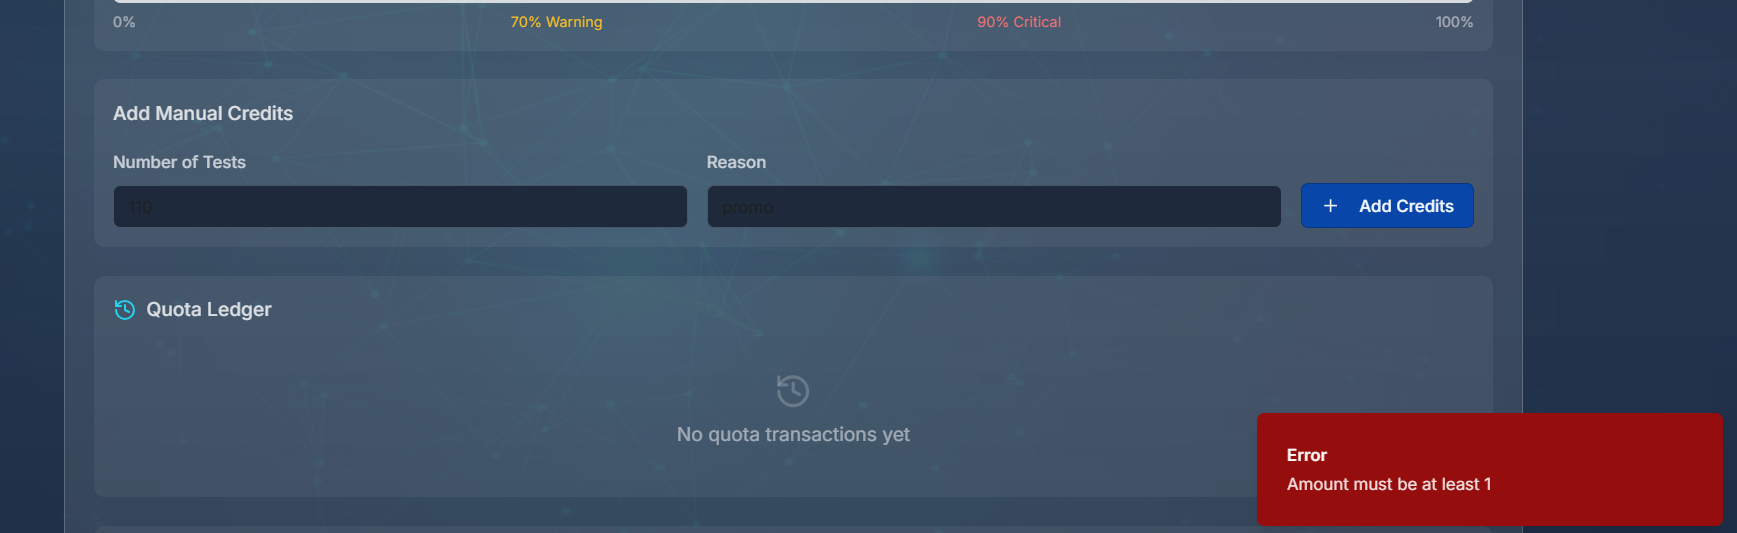 0% 70% Warning 90% Critical 100%
Add Manual Credits
Number of Tests Reason
110 promo + Add Credits
Quota Ledger
No quota transactions yet
Error
Amount must be at least 1